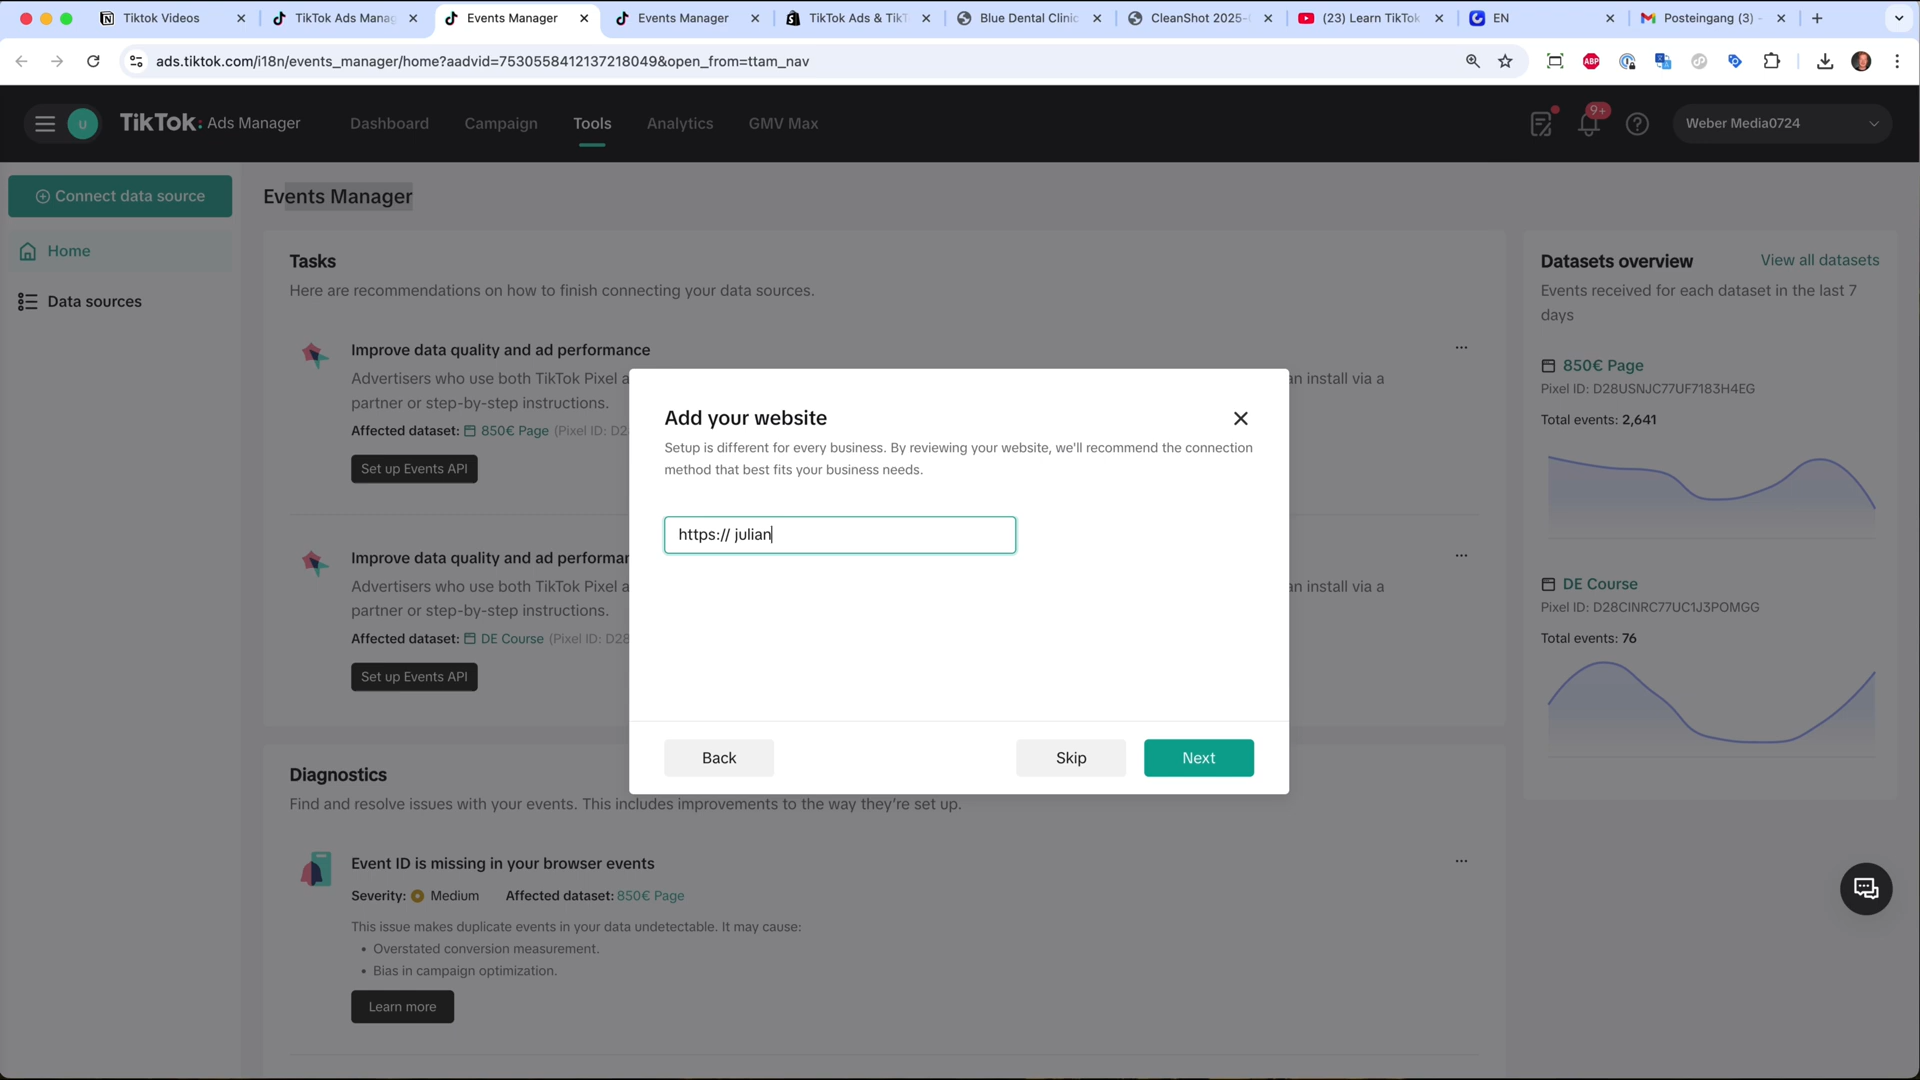 Tiktok Videos
TikTok Ads Manag
Events Manager
Events Manager
TikTok Ads & TikT
Blue Dental Clinic
CleanShot 2025-
(23) Learn TikTok
EN
Posteingang (3) -
ads.tiktok.com/i18n/events_manager/home?aadvid=7530558412137218049&open_from=ttam_nav
ABP
U
TikTok: Ads Manager
Dashboard
Campaign
Tools
Analytics
GMV Max
9+
Weber Media0724
Connect data source
Home
Data sources
Events Manager
Tasks
Here are recommendations on how to finish connecting your data sources.
Improve data quality and ad performance
Advertisers who use both TikTok Pixel a
an install via a
partner or step-by-step instructions.
Affected dataset: 850€ Page (Pixel ID: D2
Set up Events API
Improve data quality and ad performan
Advertisers who use both TikTok Pixel a
an install via a
partner or step-by-step instructions.
Affected dataset: DE Course (Pixel ID: D28
Set up Events API
Diagnostics
Find and resolve issues with your events. This includes improvements to the way they're set up.
Event ID is missing in your browser events
Severity: Medium
Affected dataset: 850€ Page
This issue makes duplicate events in your data undetectable. It may cause:
• Overstated conversion measurement.
• Bias in campaign optimization.
Learn more
Add your website
Setup is different for every business. By reviewing your website, we'll recommend the connection
method that best fits your business needs.
https:// julian
Back
Skip
Next
Datasets overview
View all datasets
Events received for each dataset in the last 7
days
850€ Page
Pixel ID: D28USNJC77UF7183H4EG
Total events: 2,641
DE Course
Pixel ID: D28CINRC77UC1J3POMGG
Total events: 76